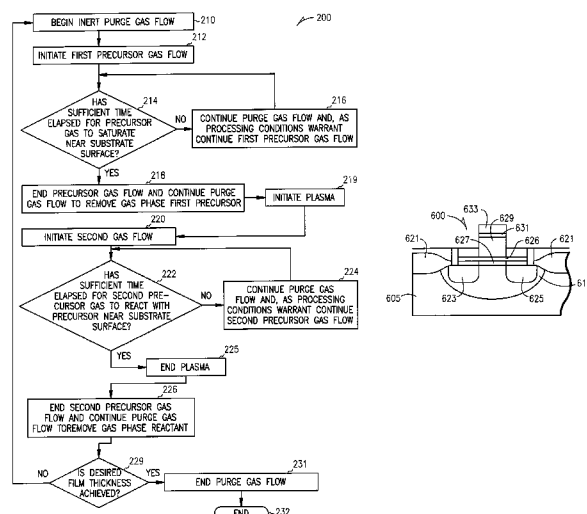 200
BEGIN INERT PURGE GAS FLOW
210
212
INITIATE FIRST PRECURSOR GAS FLOW
214
HAS
SUFFICIENT TIME
ELAPSED FOR PRECURSOR
GAS TO SATURATE
NEAR SUBSTRATE
SURFACE?
NO
216
CONTINUE PURGE GAS FLOW AND, AS
PROCESSING CONDITIONS WARRANT
CONTINUE FIRST PRECURSOR GAS FLOW
YES
218
END PRECURSOR GAS FLOW AND CONTINUE PURGE
GAS FLOW TO REMOVE GAS PHASE FIRST PRECURSOR
219
INITIATE PLASMA
220
INITIATE SECOND GAS FLOW
222
HAS
SUFFICIENT TIME
ELAPSED FOR SECOND PRE-
CURSOR GAS TO REACT WITH
PRECURSOR NEAR SUBSTRATE
SURFACE?
NO
224
CONTINUE PURGE GAS
FLOW AND, AS PROCESSING
CONDITIONS WARRANT CONTINUE
SECOND PRECURSOR GAS FLOW
YES
225
END PLASMA
226
END SECOND PRECURSOR GAS
FLOW AND CONTINUE PURGE GAS
FLOW TOREMOVE GAS PHASE REACTANT
229
NO
IS DESIRED
FILM THICKNESS
ACHIEVED?
YES
231
END PURGE GAS FLOW
END
232
600
633
629
631
621
627
626
621
605
623
625